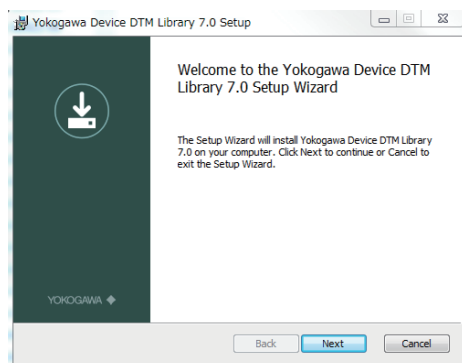 Yokogawa Device DTM Library 7.0 Setup
Welcome to the Yokogawa Device DTM
Library 7.0 Setup Wizard
The Setup Wizard will install Yokogawa Device DTM Library
7.0 on your computer. Click Next to continue or Cancel to
exit the Setup Wizard.
YOKOGAWA
Back Next Cancel